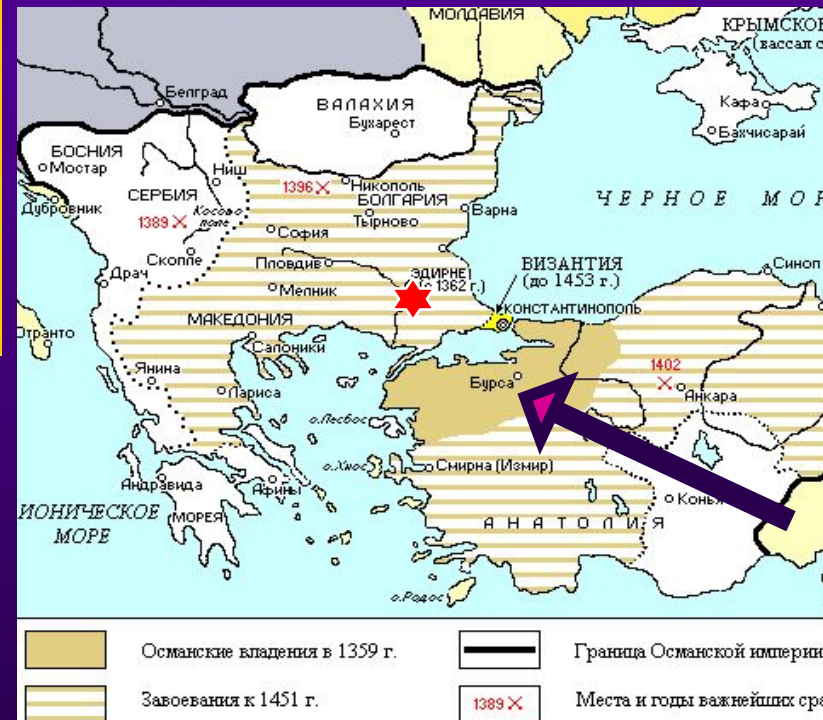 МОЛДАВИЯ
КРЫМСКО
(вассал с
Белград
ВАЛАХИЯ
Бухарест
Кафа
Бахчисарай
БОСНИЯ
Мостар
Ниш
СЕРБИЯ
1396
Никополь
БОЛГАРИЯ
ЧЕРНОЕ МОР
Дубровник
1389
Косово
поле
Тырново
Варна
София
Скопле
Пловдив
ЭДИРНЕ
(с 1362 г.)
ВИЗАНТИЯ
(до 1453 г.)
Синоп
Драч
Мелник
КОНСТАНТИНОПОЛЬ
МАКЕДОНИЯ
Отранто
Салоники
Янина
1402
Бурса
Анкара
Лариса
о.Лесбос
о.Хиос
Смирна (Измир)
Андравида
Афины
Конья
ИОНИЧЕСКОЕ
МОРЕ
МОРЕЯ
АНАТОЛИЯ
о.Родос
Османские владения в 1359 г.
Граница Османской империи
Завоевания к 1451 г.
1389
Места и годы важнейших сра